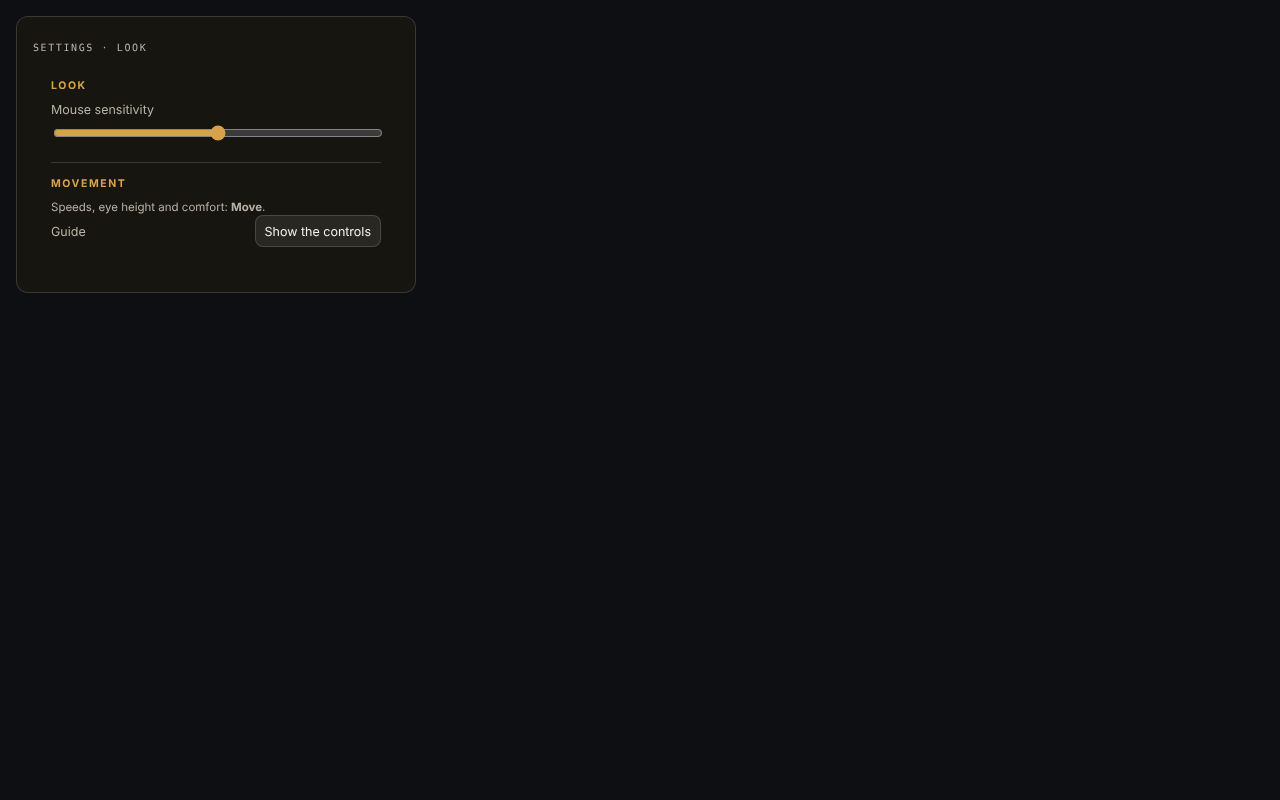 SETTINGS · LOOK
LOOK
Mouse sensitivity
MOVEMENT
Speeds, eye height and comfort: Move.
Guide
Show the controls